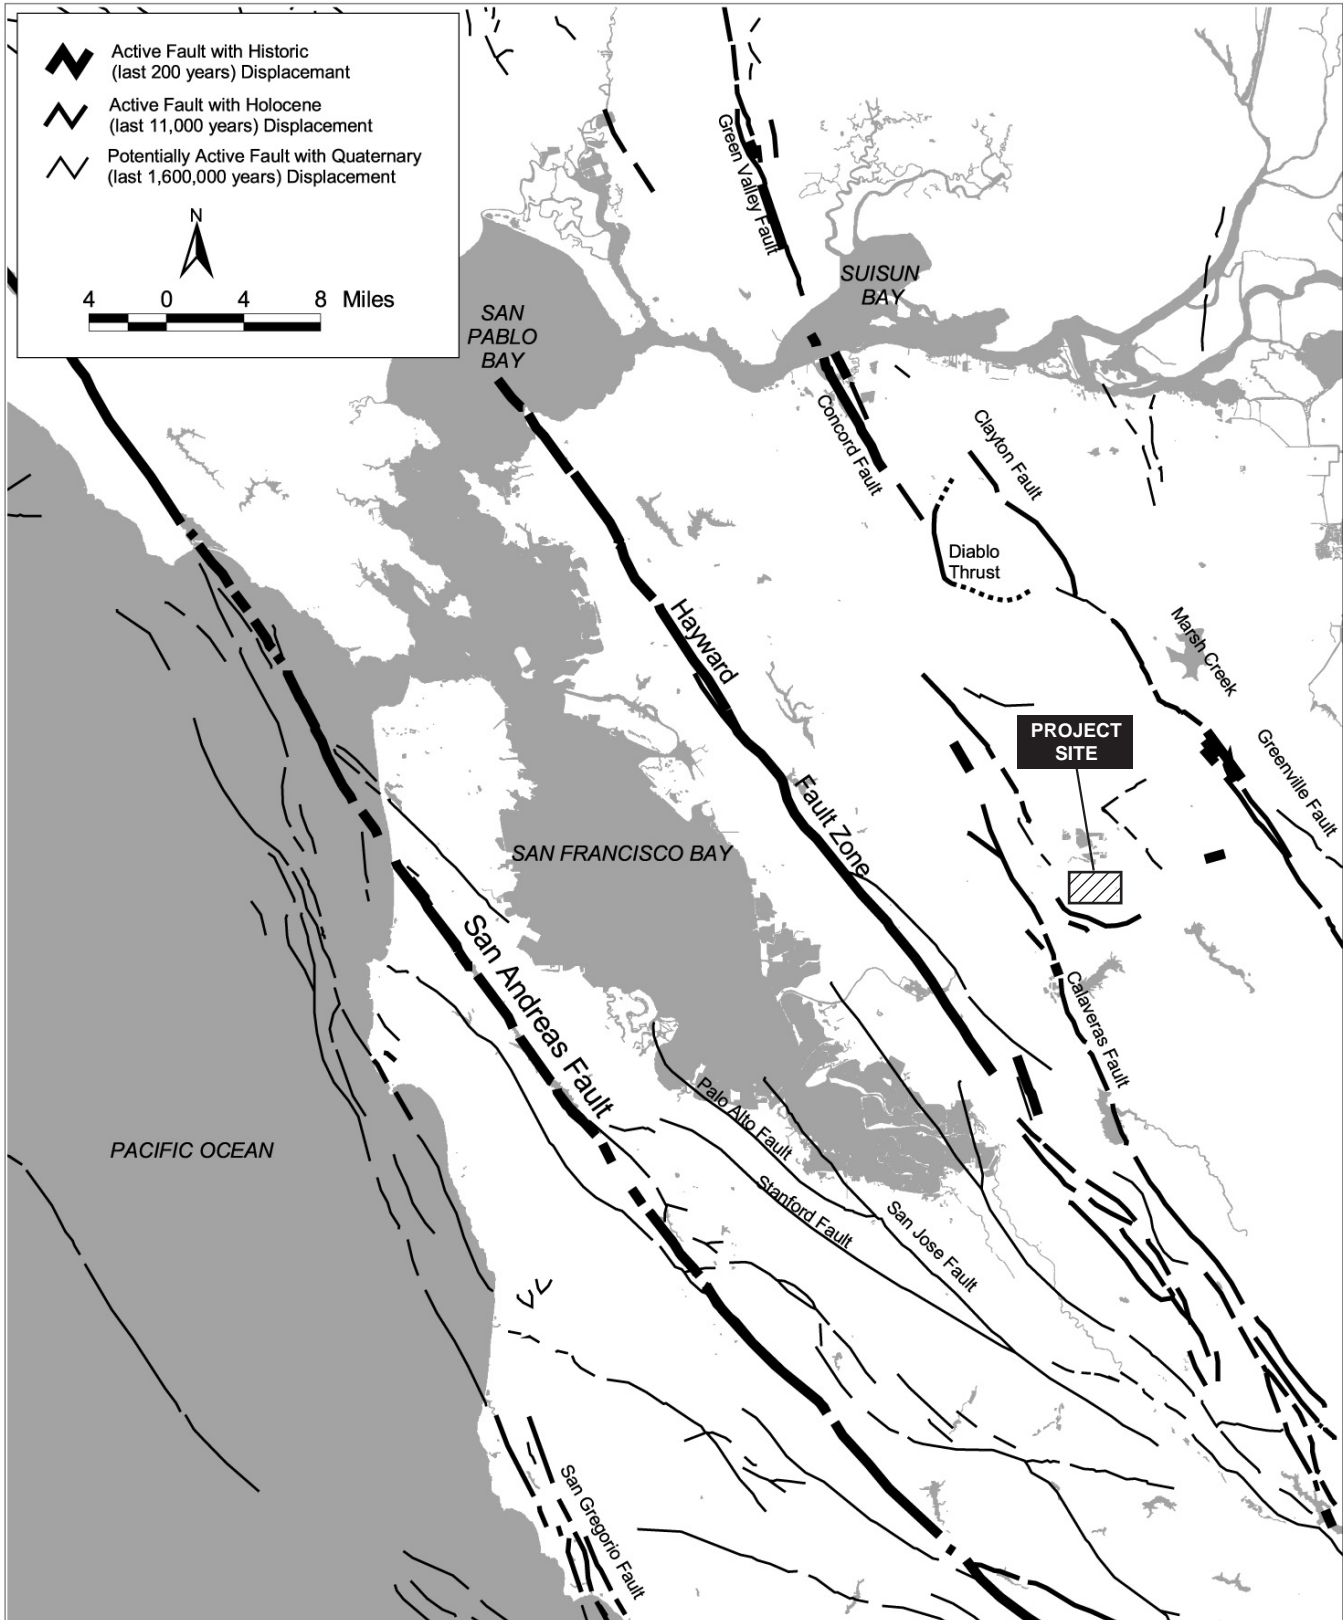 Active Fault with Historic
(last 200 years) Displacemant
Active Fault with Holocene
(last 11,000 years) Displacement
Potentially Active Fault with Quaternary
(last 1,600,000 years) Displacement
N
4 0 4 8 Miles
Green Valley Fault
SUISUN
BAY
SAN
PABLO
BAY
Concord Fault
Clayton Fault
Diablo
Thrust
Hayward
Fault Zone
Marsh Creek
Greenville Fault
PROJECT
SITE
SAN FRANCISCO BAY
San Andreas Fault
Calaveras Fault
Palo Alto Fault
Stanford Fault
San Jose Fault
PACIFIC OCEAN
San Gregorio Fault